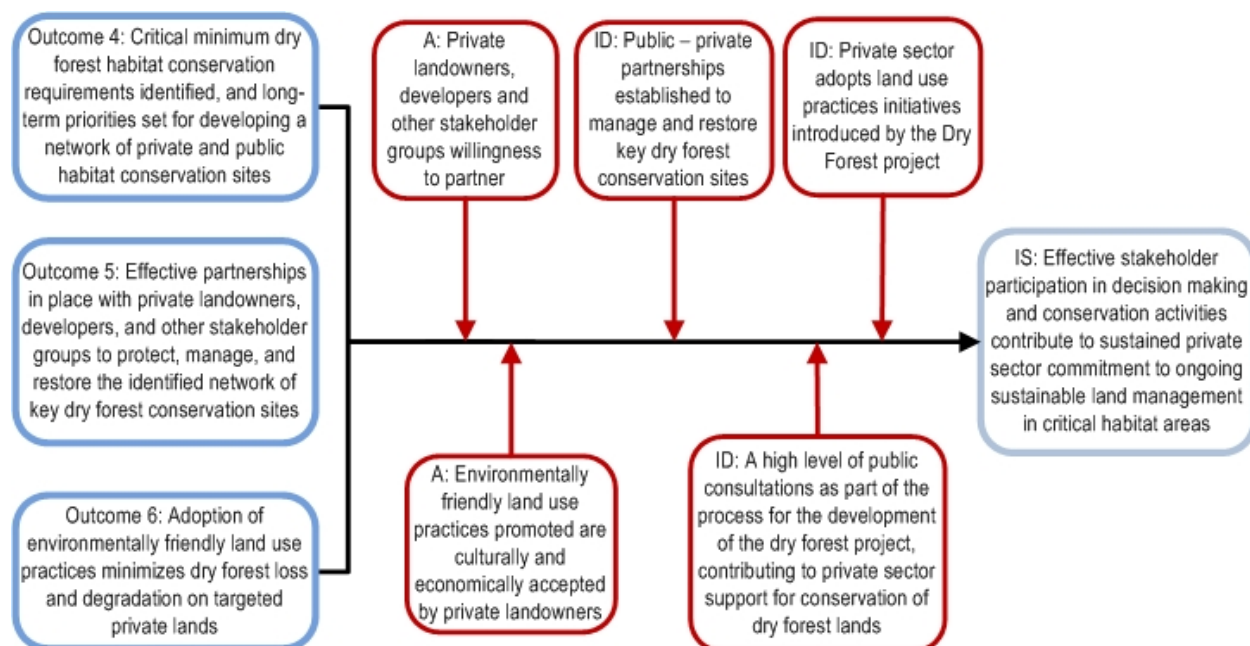 Outcome 4: Critical minimum dry
forest habitat conservation
requirements identified, and long-
term priorities set for developing a
network of private and public
habitat conservation sites
A: Private
landowners,
developers and
other stakeholder
groups willingness
to partner
ID: Public – private
partnerships
established to
manage and restore
key dry forest
conservation sites
ID: Private sector
adopts land use
practices initiatives
introduced by the Dry
Forest project
Outcome 5: Effective partnerships
in place with private landowners,
developers, and other stakeholder
groups to protect, manage, and
restore the identified network of
key dry forest conservation sites
IS: Effective stakeholder
participation in decision making
and conservation activities
contribute to sustained private
sector commitment to ongoing
sustainable land management
in critical habitat areas
Outcome 6: Adoption of
environmentally friendly land use
practices minimizes dry forest loss
and degradation on targeted
private lands
A: Environmentally
friendly land use
practices promoted are
culturally and
economically accepted
by private landowners
ID: A high level of public
consultations as part of the
process for the development
of the dry forest project,
contributing to private sector
support for conservation of
dry forest lands